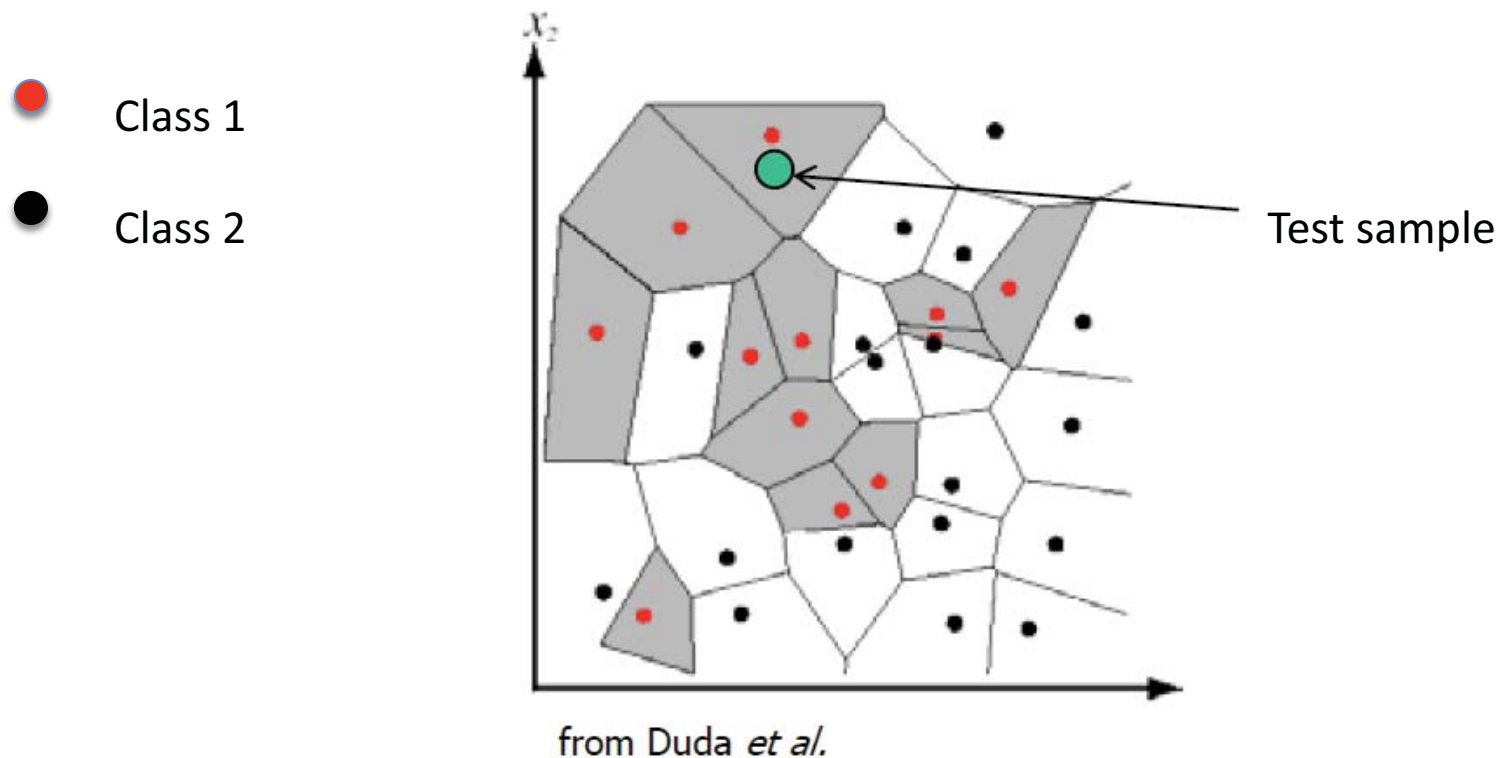 x₂
Class 1
Class 2
Test sample
from Duda et al.